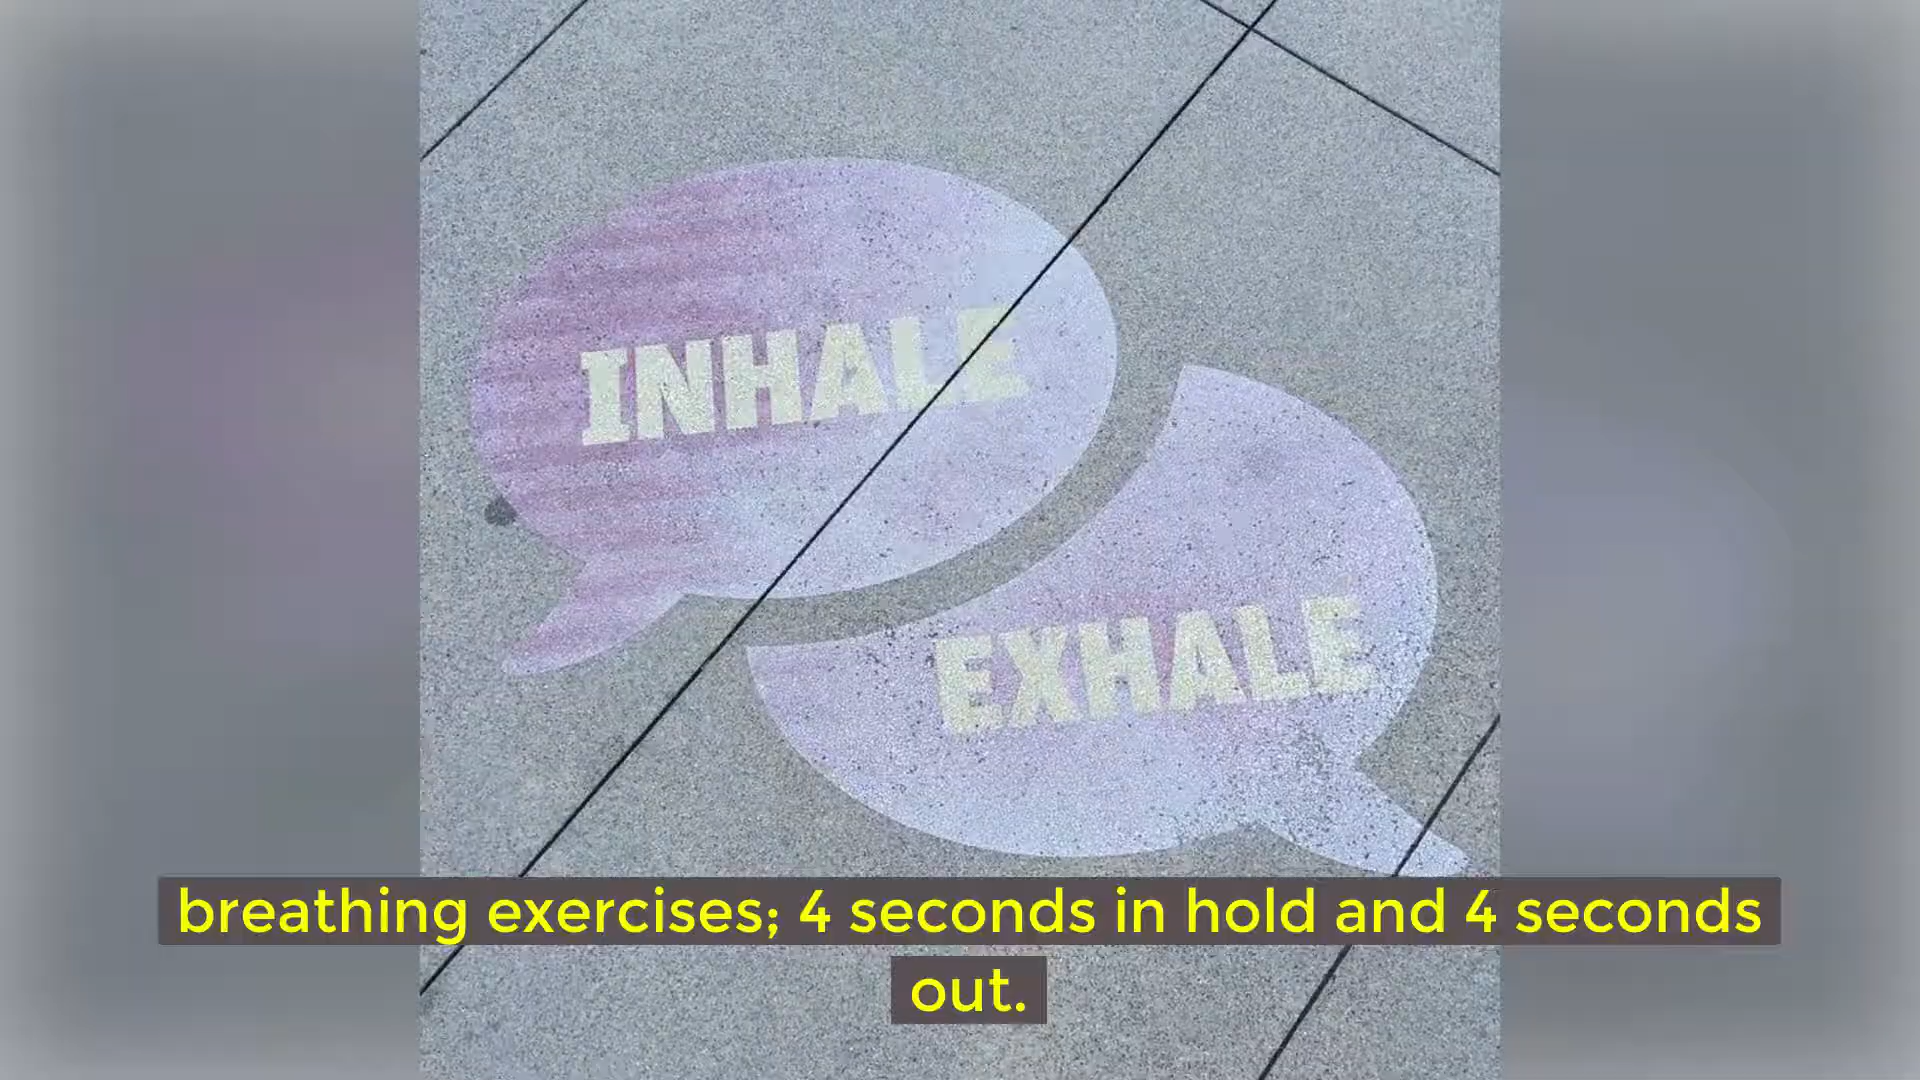 INHALE
EXHALE
breathing exercises; 4 seconds in hold and 4 seconds
out.